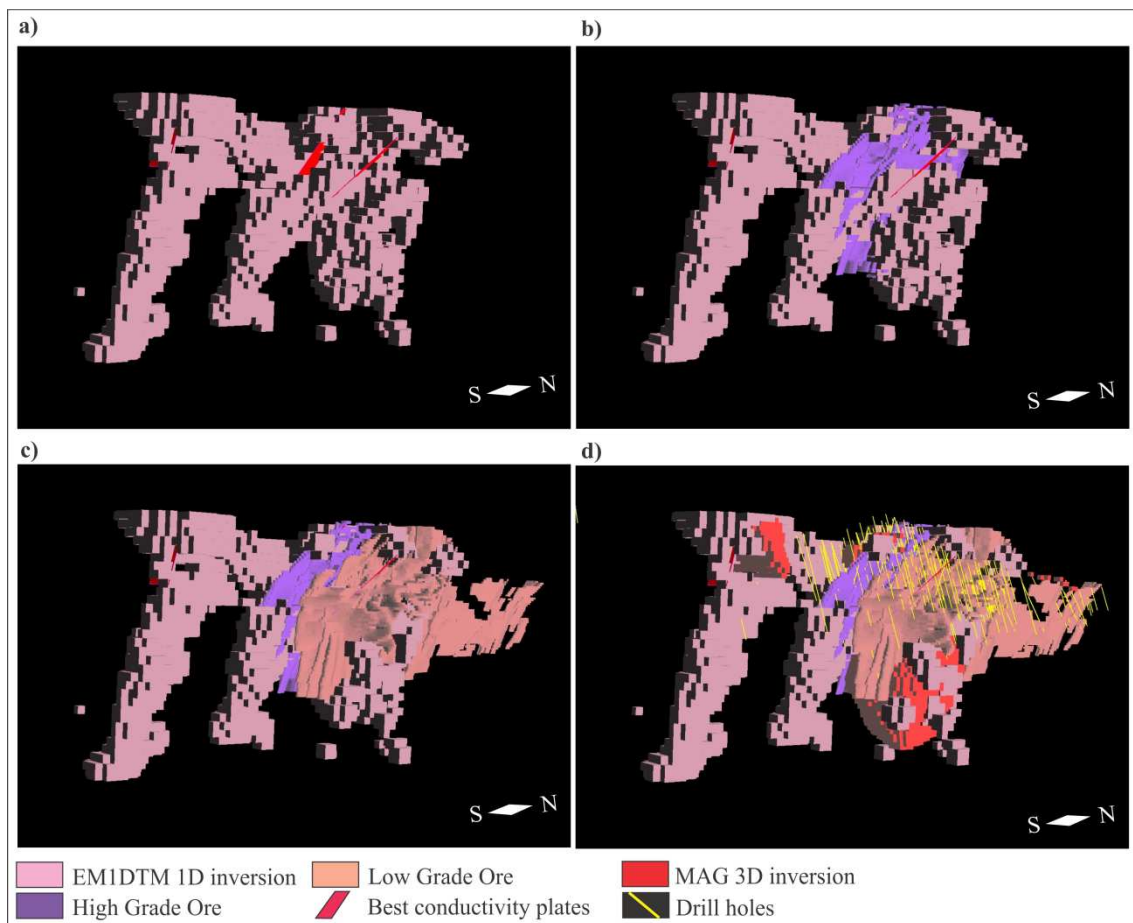 a)
b)
S N
S N
c)
d)
S N
S N
EM1DTM 1D inversion
Low Grade Ore
MAG 3D inversion
High Grade Ore
Best conductivity plates
Drill holes